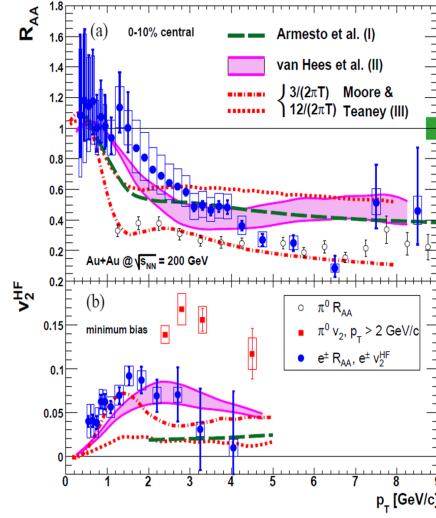 R_AA
1.8
(a)
0-10% central
1.6
1.4
1.2
1
0.8
0.6
0.4
0.2
0
Armesto et al. (I)
van Hees et al. (II)
3/(2πT) Moore &
12/(2πT) Teaney (III)
Au+Au @ √s_NN = 200 GeV
v_2^HF
0.2
(b)
minimum bias
0.15
0.1
0.05
0
π⁰ R_AA
π⁰ v_2, p_T > 2 GeV/c
e± R_AA, e± v_2^HF
0 1 2 3 4 5 6 7 8 9
p_T [GeV/c]